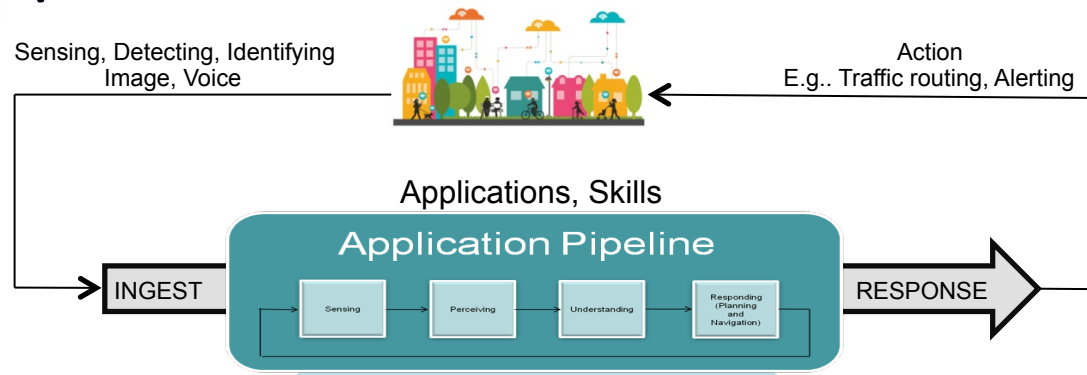 Sensing, Detecting, Identifying
Image, Voice
Action
E.g.. Traffic routing, Alerting
Applications, Skills
Application Pipeline
INGEST
Sensing
Perceiving
Understanding
Responding
(Planning
and
Navigation)
RESPONSE